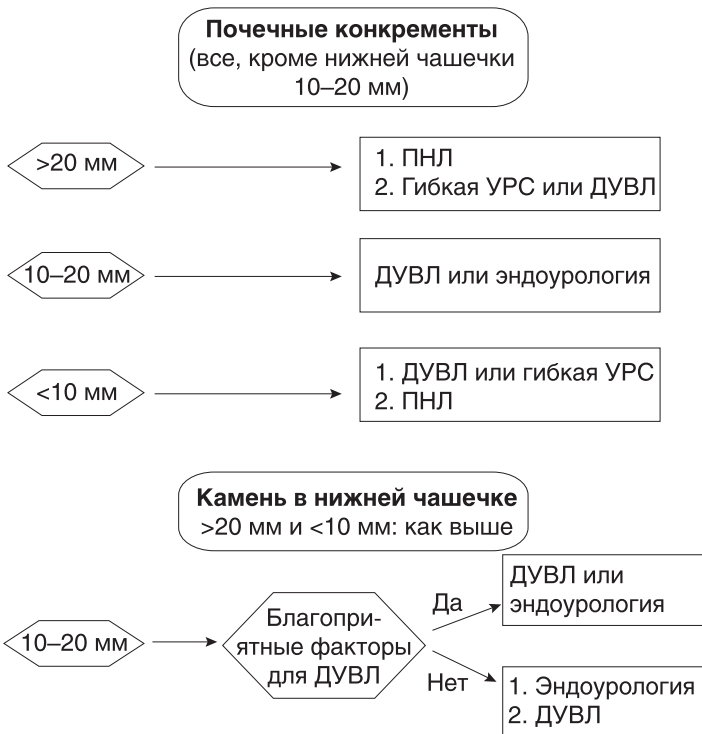 Почечные конкременты
(все, кроме нижней чашечки
10–20 мм)
>20 мм
1. ПНЛ
2. Гибкая УРС или ДУВЛ
10–20 мм
ДУВЛ или эндоурология
<10 мм
1. ДУВЛ или гибкая УРС
2. ПНЛ
Камень в нижней чашечке
>20 мм и <10 мм: как выше
10–20 мм
Благопри-
ятные факторы
для ДУВЛ
Да
ДУВЛ или
эндоурология
Нет
1. Эндоурология
2. ДУВЛ